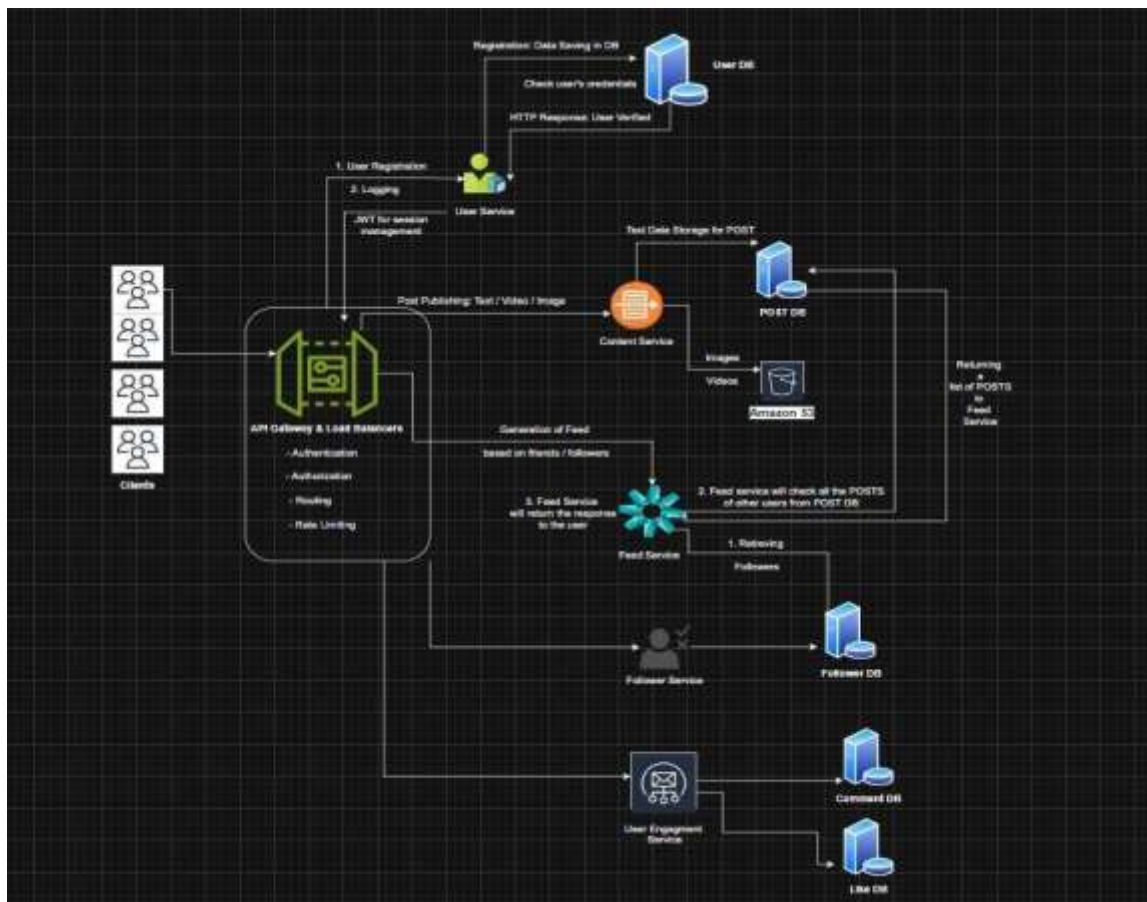 Registration: Data Saving in DB
User DB
Check user's credentials
HTTP Response, User Verified
1. User Registration
2. Logging
User Service
JWT for session
management
Text Data Storage for POST
Post Publishing: Text / Video / Image
POST DB
Content Service
Images
Videos
Amazon S3
Returning
a
list of POSTS
to
Feed
Service
API Gateway & Load Balancers
- Authentication
- Authorization
- Routing
- Rate Limiting
Clients
Generation of Feed
based on friends / followers
3. Feed Service
will return the response
to the user
2. Feed service will check all the POSTS
of other users from POST DB
Feed Service
1. Retrieving
Followers
Follower Service
Follower DB
User Engagment
Service
Command DB
Like DB